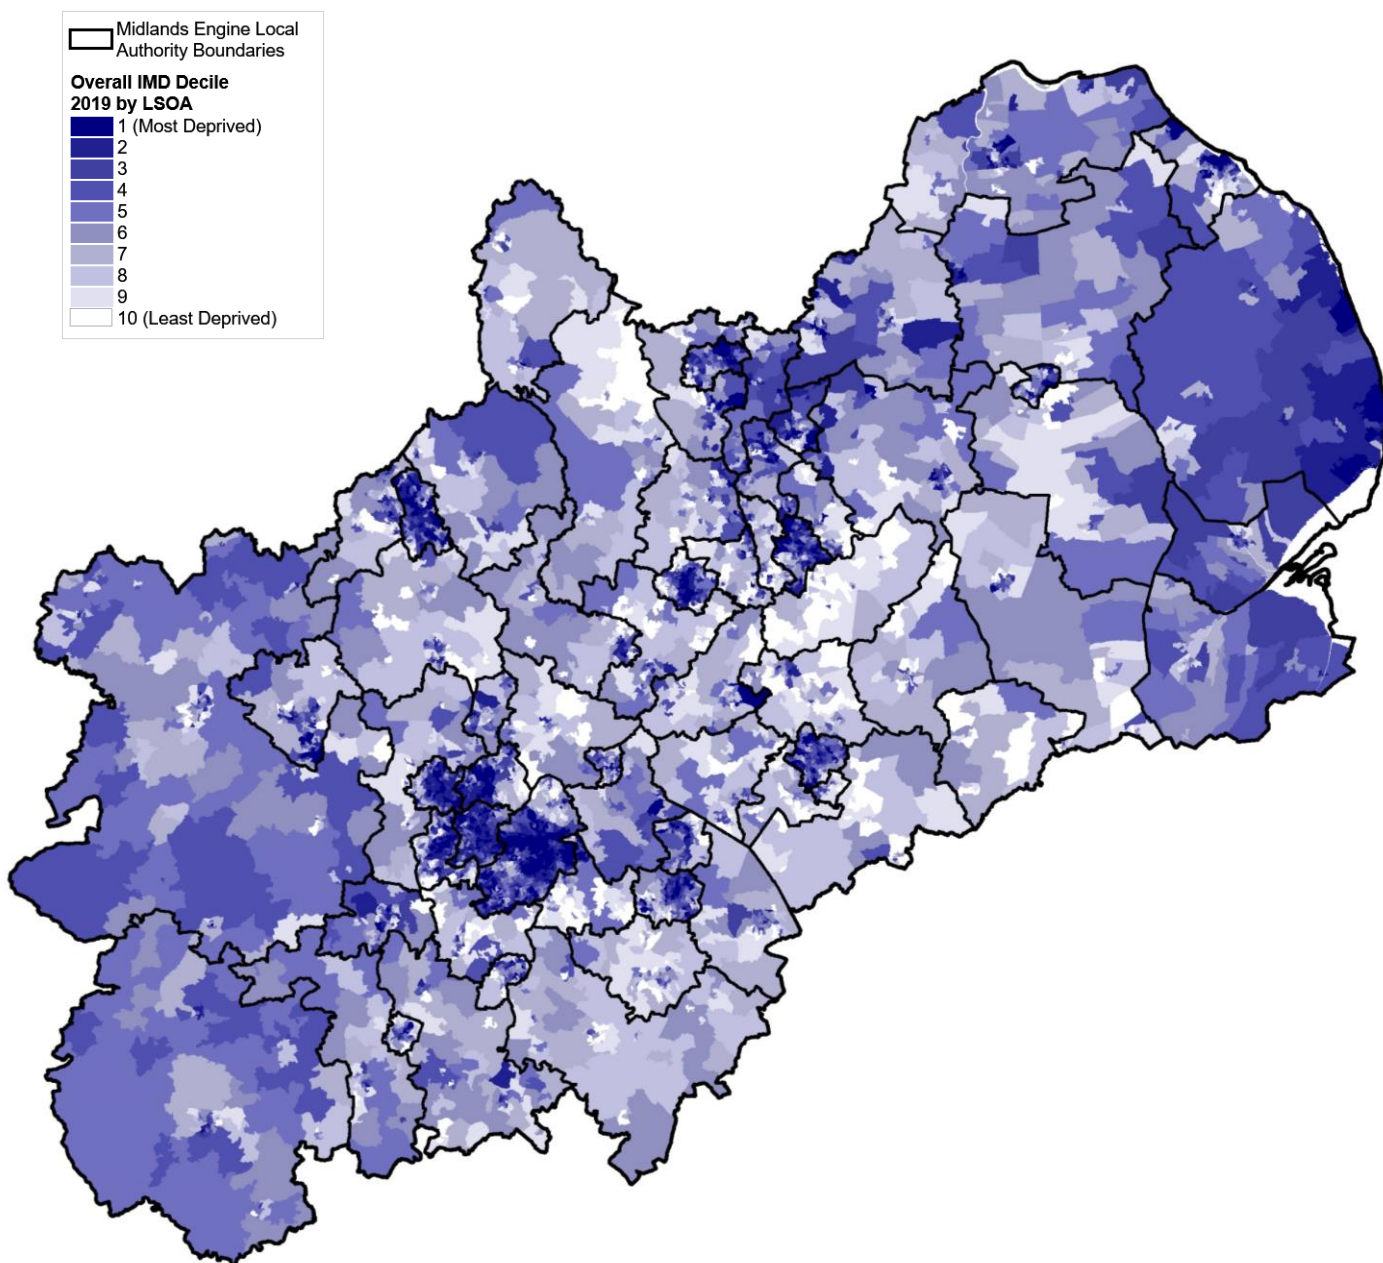 Midlands Engine Local
Authority Boundaries
Overall IMD Decile
2019 by LSOA
1 (Most Deprived)
2
3
4
5
6
7
8
9
10 (Least Deprived)